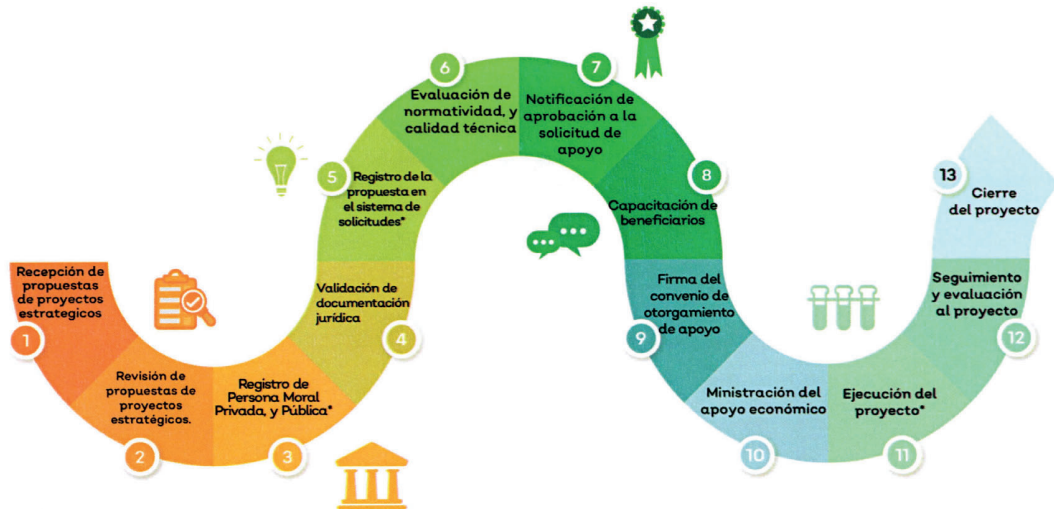 Recepción de
propuestas
de proyectos
estrategicos
1
Revisión de
propuestas de
proyectos
estratégicos.
2
Registro de
Persona Moral
Privada, y Pública*
3
Validación de
documentación
jurídica
4
5
Registro de la
propuesta en
el sistema de
solicitudes*
6
Evaluación de
normatividad, y
calidad técnica
7
Notificación de
aprobación a la
solicitud de
apoyo
8
Capacitación de
beneficiarios
Firma del
convenio de
otorgamiento
de apoyo
9
Ministración del
apoyo económico
10
Ejecución del
proyecto*
11
Seguimiento
y evaluación
al proyecto
12
13
Cierre
del proyecto